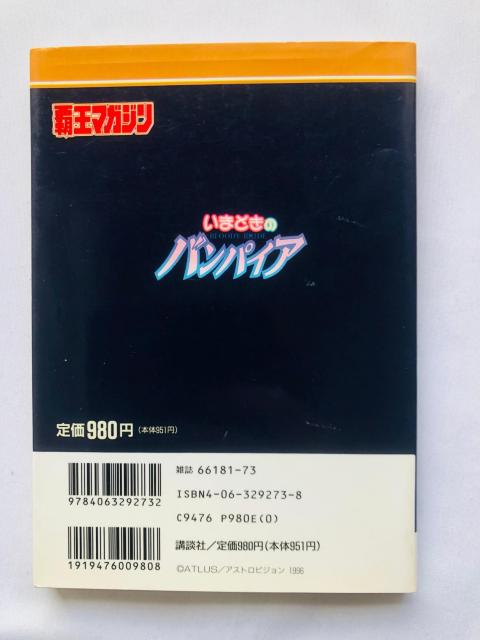 覇王マガジン
いまどきの
BLOODY BRIDE
バンパイア
定価980円(本体951円)
雑誌 66181-73
ISBN4-06-329273-8
C9476 P980E(0)
9784063292732
講談社/定価980円(本体951円)
1919476009808
©ATLUS/アストロビジョン 1996